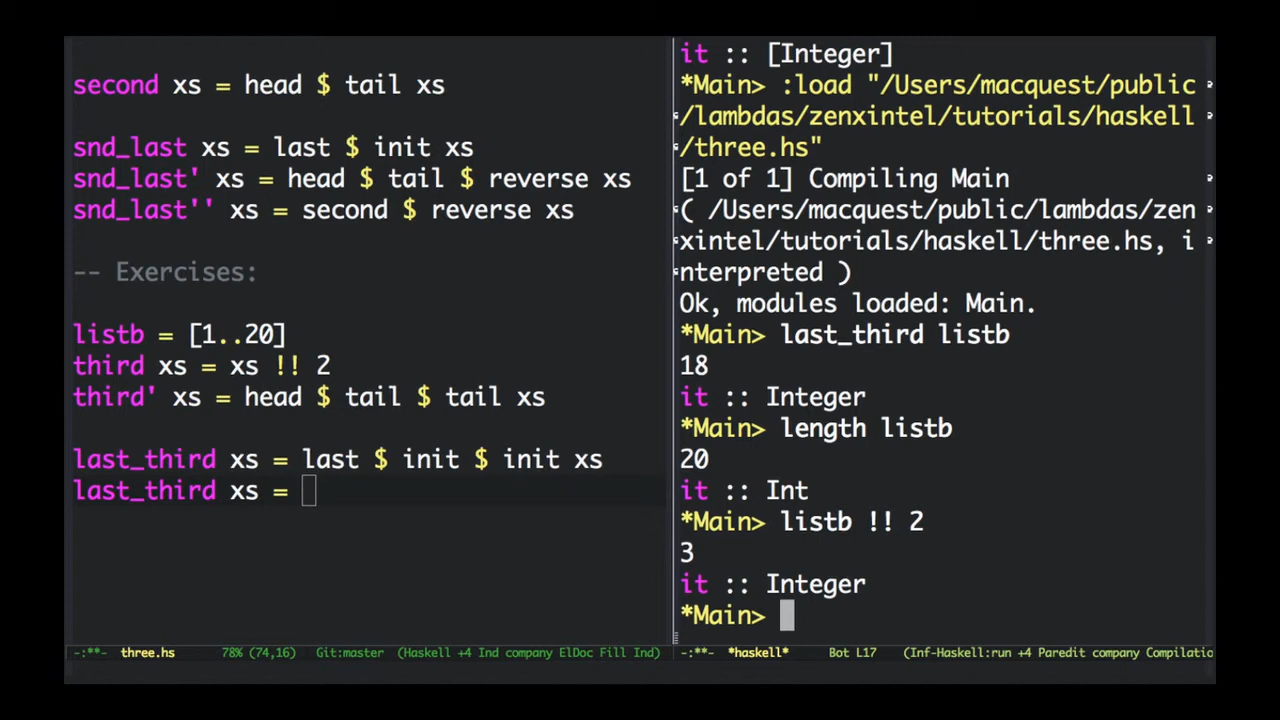 second xs = head $ tail xs
snd_last xs = last $ init xs
snd_last' xs = head $ tail $ reverse xs
snd_last'' xs = second $ reverse xs
-- Exercises:
listb = [1..20]
third xs = xs !! 2
third' xs = head $ tail $ tail xs
last_third xs = last $ init $ init xs
last_third xs =
-:**- three.hs 78% (74,16) Git:master (Haskell +4 Ind company ElDoc Fill Ind)
it :: [Integer]
*Main> :load "/Users/macquest/public
/lambdas/zenxintel/tutorials/haskell
/three.hs"
[1 of 1] Compiling Main
( /Users/macquest/public/lambdas/zen
xintel/tutorials/haskell/three.hs, i
nterpreted )
Ok, modules loaded: Main.
*Main> last_third listb
18
it :: Integer
*Main> length listb
20
it :: Int
*Main> listb !! 2
3
it :: Integer
*Main>
-:**- *haskell* Bot L17 (Inf-Haskell:run +4 Paredit company Compilatio